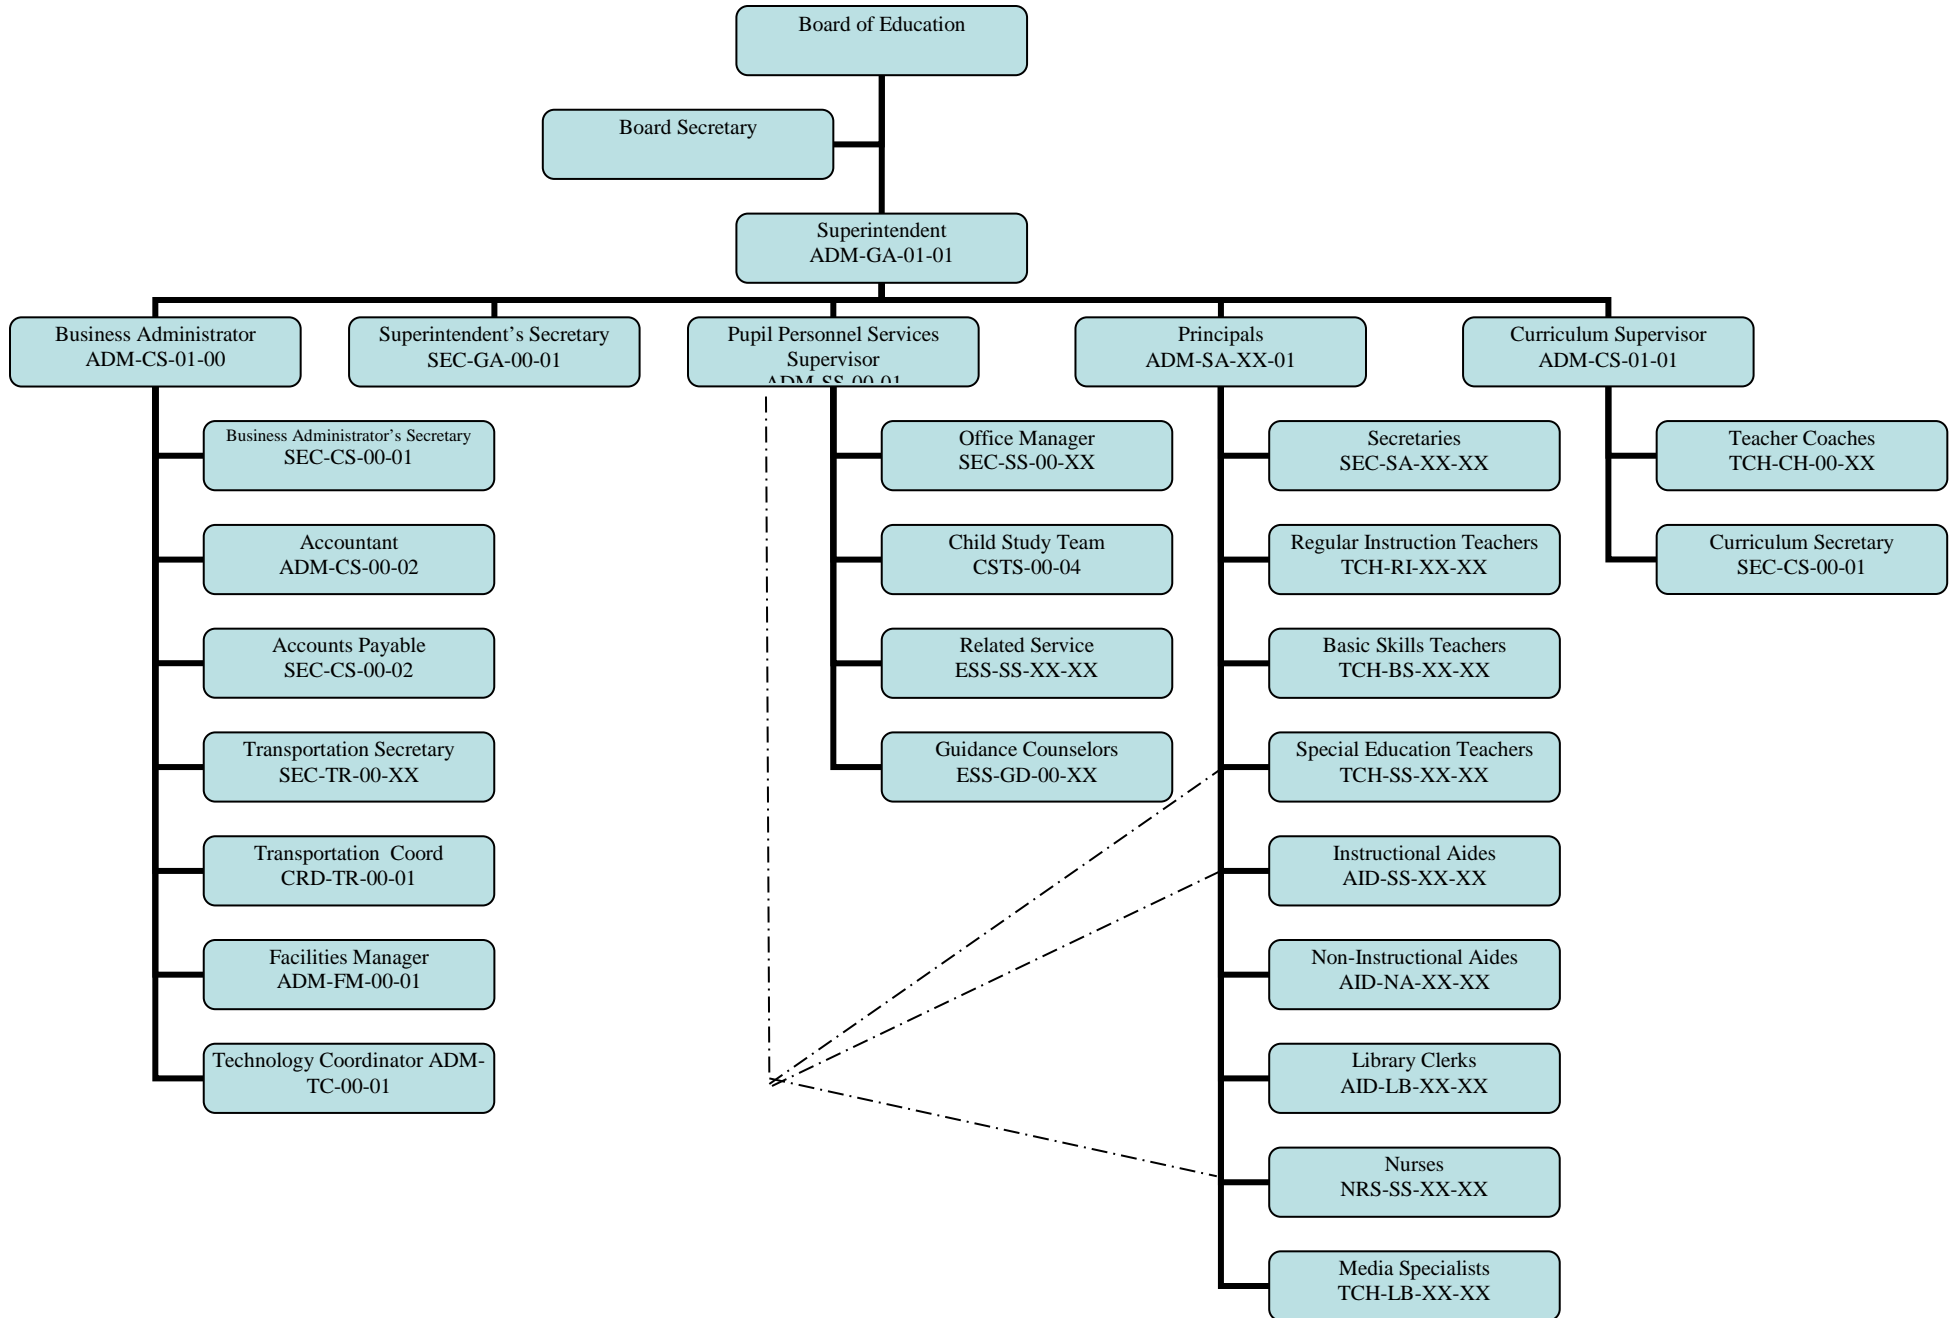 Board of Education
Board Secretary
Superintendent
ADM-GA-01-01
Business Administrator
ADM-CS-01-00
Superintendent’s Secretary
SEC-GA-00-01
Pupil Personnel Services
Supervisor
ADM-SS-00-01
Principals
ADM-SA-XX-01
Curriculum Supervisor
ADM-CS-01-01
Business Administrator’s Secretary
SEC-CS-00-01
Accountant
ADM-CS-00-02
Accounts Payable
SEC-CS-00-02
Transportation Secretary
SEC-TR-00-XX
Transportation  Coord
CRD-TR-00-01
Facilities Manager
ADM-FM-00-01
Technology Coordinator ADM-
TC-00-01
Office Manager
SEC-SS-00-XX
Child Study Team
CSTS-00-04
Related Service
ESS-SS-XX-XX
Guidance Counselors
ESS-GD-00-XX
Secretaries
SEC-SA-XX-XX
Regular Instruction Teachers
TCH-RI-XX-XX
Basic Skills Teachers
TCH-BS-XX-XX
Special Education Teachers
TCH-SS-XX-XX
Instructional Aides
AID-SS-XX-XX
Non-Instructional Aides
AID-NA-XX-XX
Library Clerks
AID-LB-XX-XX
Nurses
NRS-SS-XX-XX
Media Specialists
TCH-LB-XX-XX
Teacher Coaches
TCH-CH-00-XX
Curriculum Secretary
SEC-CS-00-01